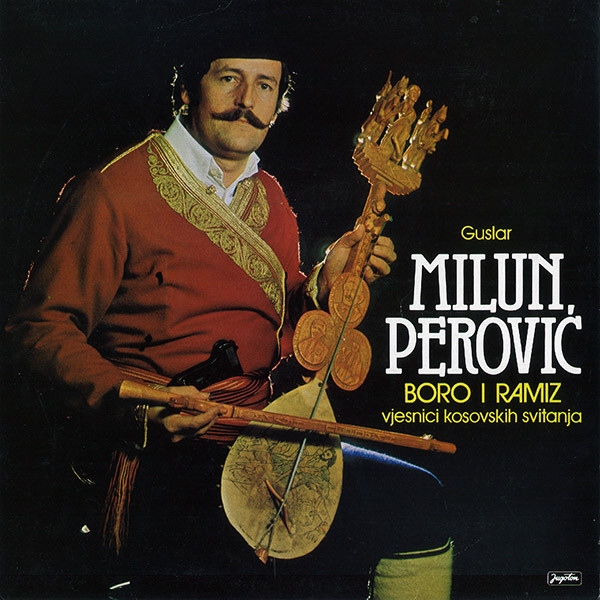 Guslar
MILUN
PEROVIĆ
BORO I RAMIZ
vjesnici kosovskih svitanja
Jugoton